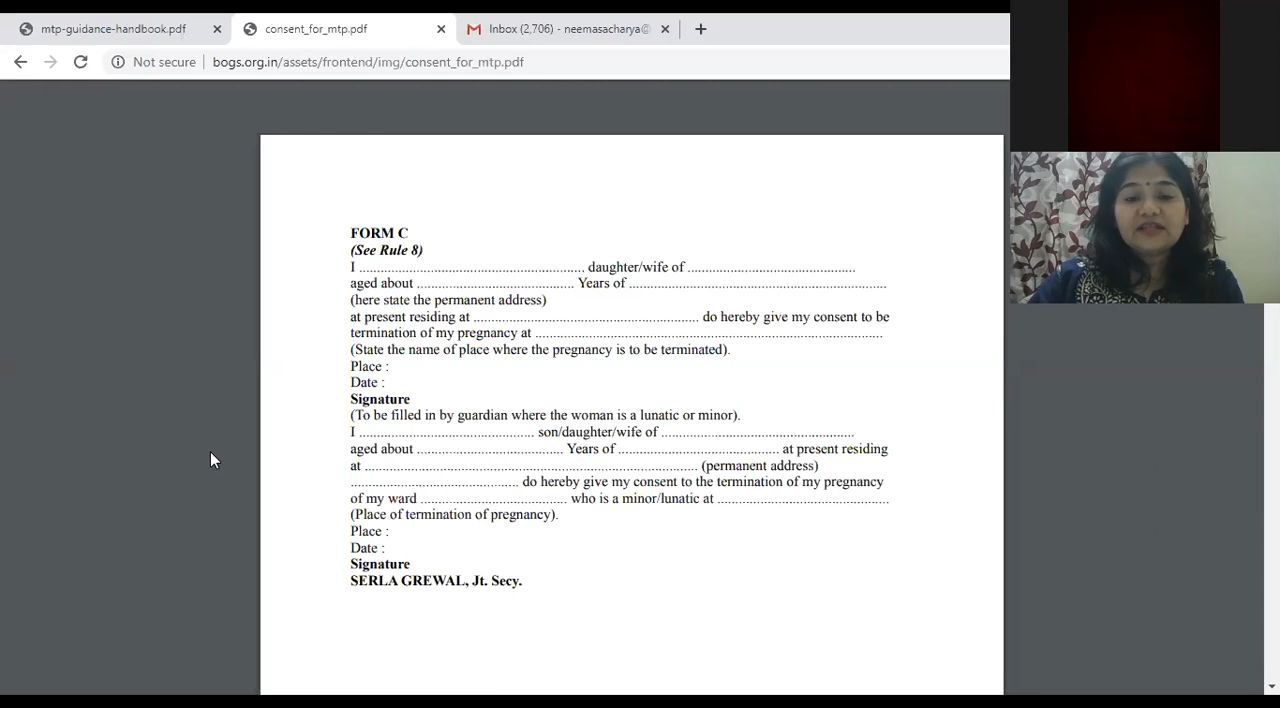 mtp-guidance-handbook.pdf
consent_for_mtp.pdf
Inbox (2,706) - neemasacharya@
Not secure
bogs.org.in/assets/frontend/img/consent_for_mtp.pdf
FORM C
(See Rule 8)
I ........................................................... daughter/wife of ............................................
aged about ......................................... Years of ....................................................................
(here state the permanent address)
at present residing at ........................................................... do hereby give my consent to be
termination of my pregnancy at ...........................................................................................
(State the name of place where the pregnancy is to be terminated).
Place :
Date :
Signature
(To be filled in by guardian where the woman is a lunatic or minor).
I .............................................. son/daughter/wife of ...................................................
aged about ...................................... Years of .......................................... at present residing
at ....................................................................................... (permanent address)
............................................ do hereby give my consent to the termination of my pregnancy
of my ward ...................................... who is a minor/lunatic at .............................................
(Place of termination of pregnancy).
Place :
Date :
Signature
SERLA GREWAL, Jt. Secy.